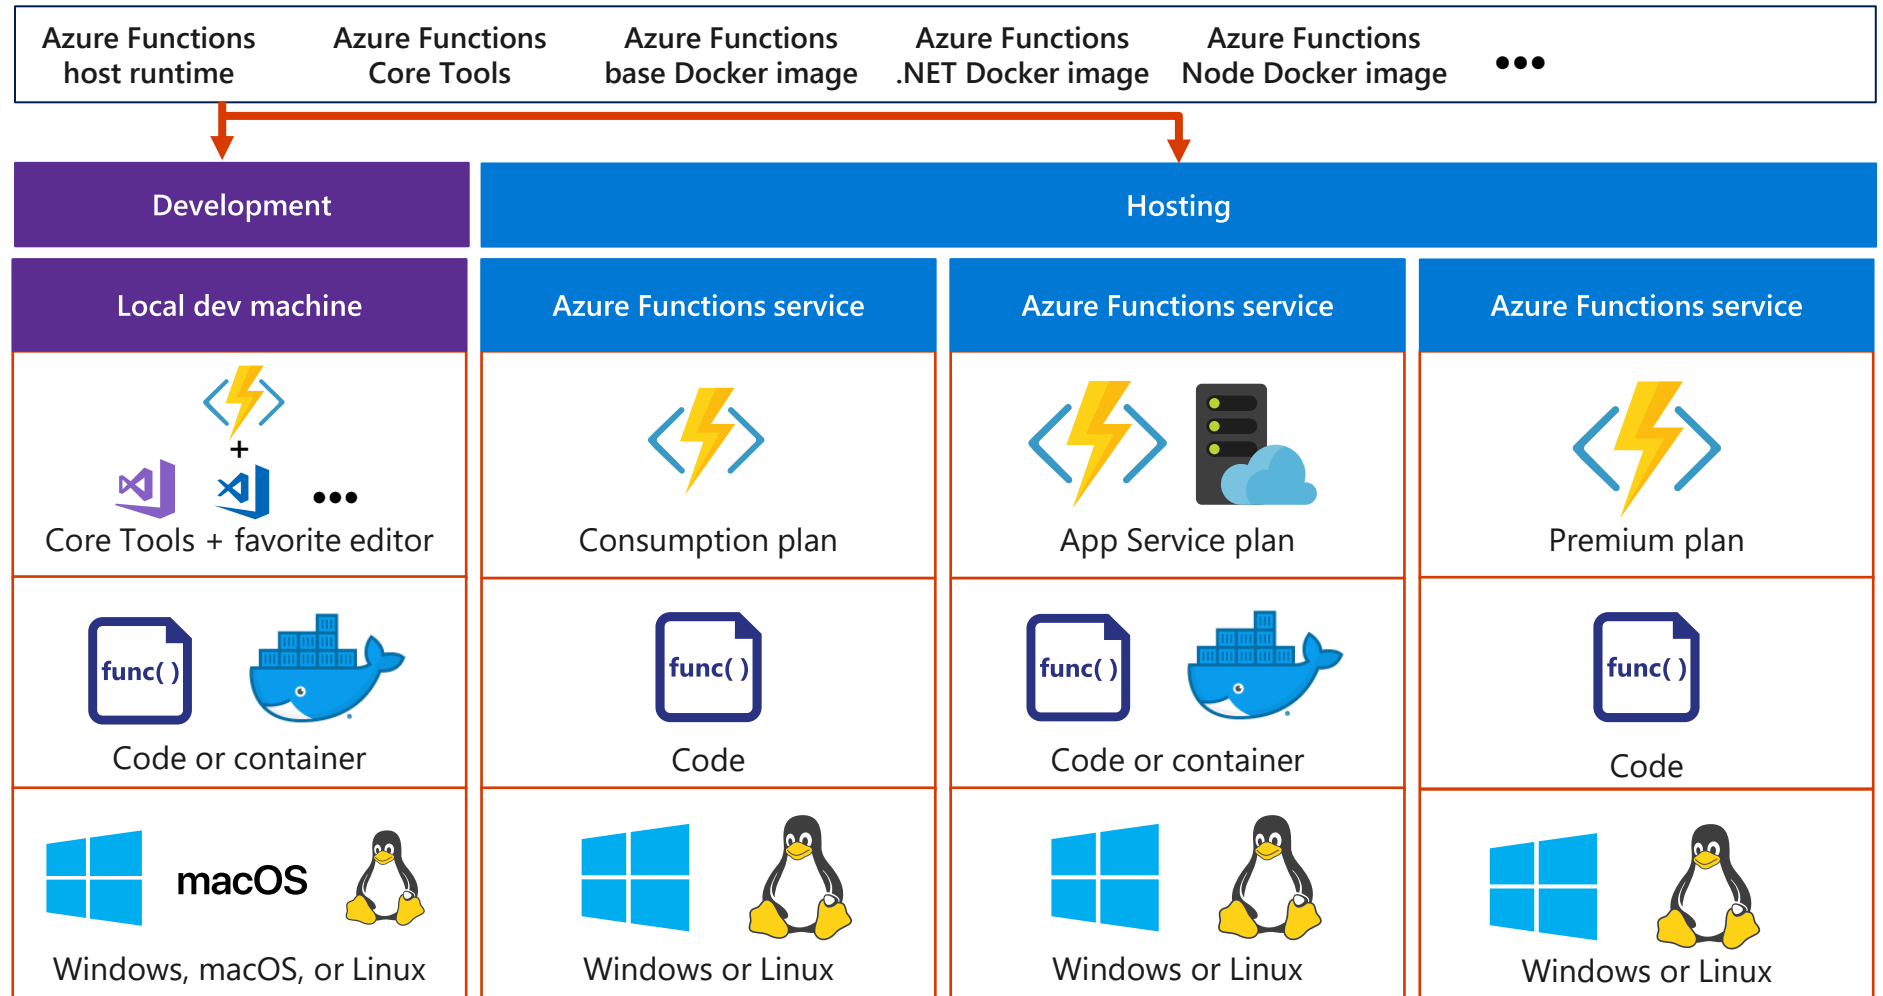 Azure Functions
host runtime
Azure Functions
Core Tools
Azure Functions
base Docker image
Azure Functions
.NET Docker image
Azure Functions
Node Docker image
•••
Development
Hosting
Local dev machine
Azure Functions service
Azure Functions service
Azure Functions service
+
•••
Core Tools + favorite editor
Consumption plan
App Service plan
Premium plan
func( )
func( )
func( )
func( )
Code or container
Code
Code or container
Code
macOS
Windows, macOS, or Linux
Windows or Linux
Windows or Linux
Windows or Linux